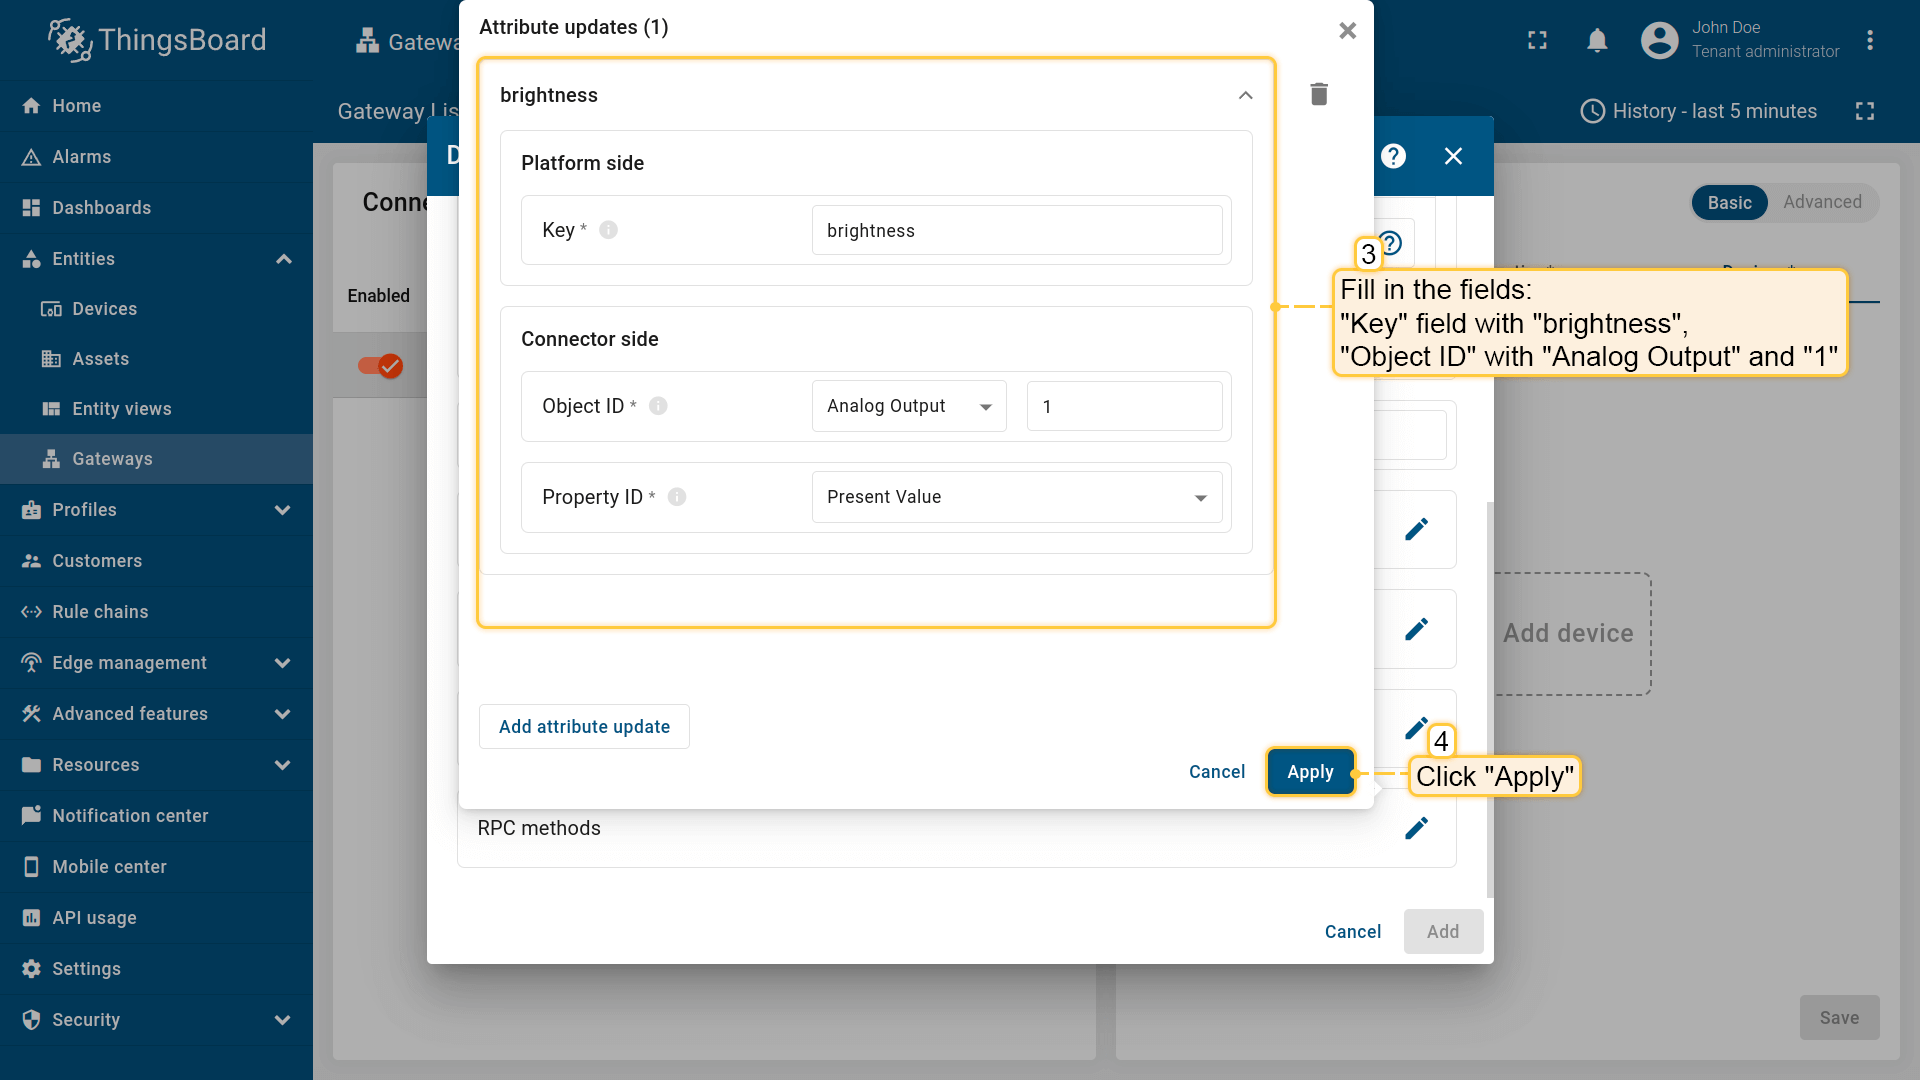 ThingsBoard
Home
Alarms
Dashboards
Entities
Devices
Assets
Entity views
Gateways
Profiles
Customers
Rule chains
Edge management
Advanced features
Resources
Notification center
Mobile center
API usage
Settings
Security
John Doe
Tenant administrator
History - last 5 minutes
Basic
Advanced
Enabled
Attribute updates (1)
brightness
Platform side
Key *
brightness
Connector side
Object ID *
Analog Output
1
Property ID *
Present Value
Add attribute update
Cancel
Apply
3
Fill in the fields:
"Key" field with "brightness",
"Object ID" with "Analog Output" and "1"
4
Click "Apply"
Add device
RPC methods
Cancel
Add
Save